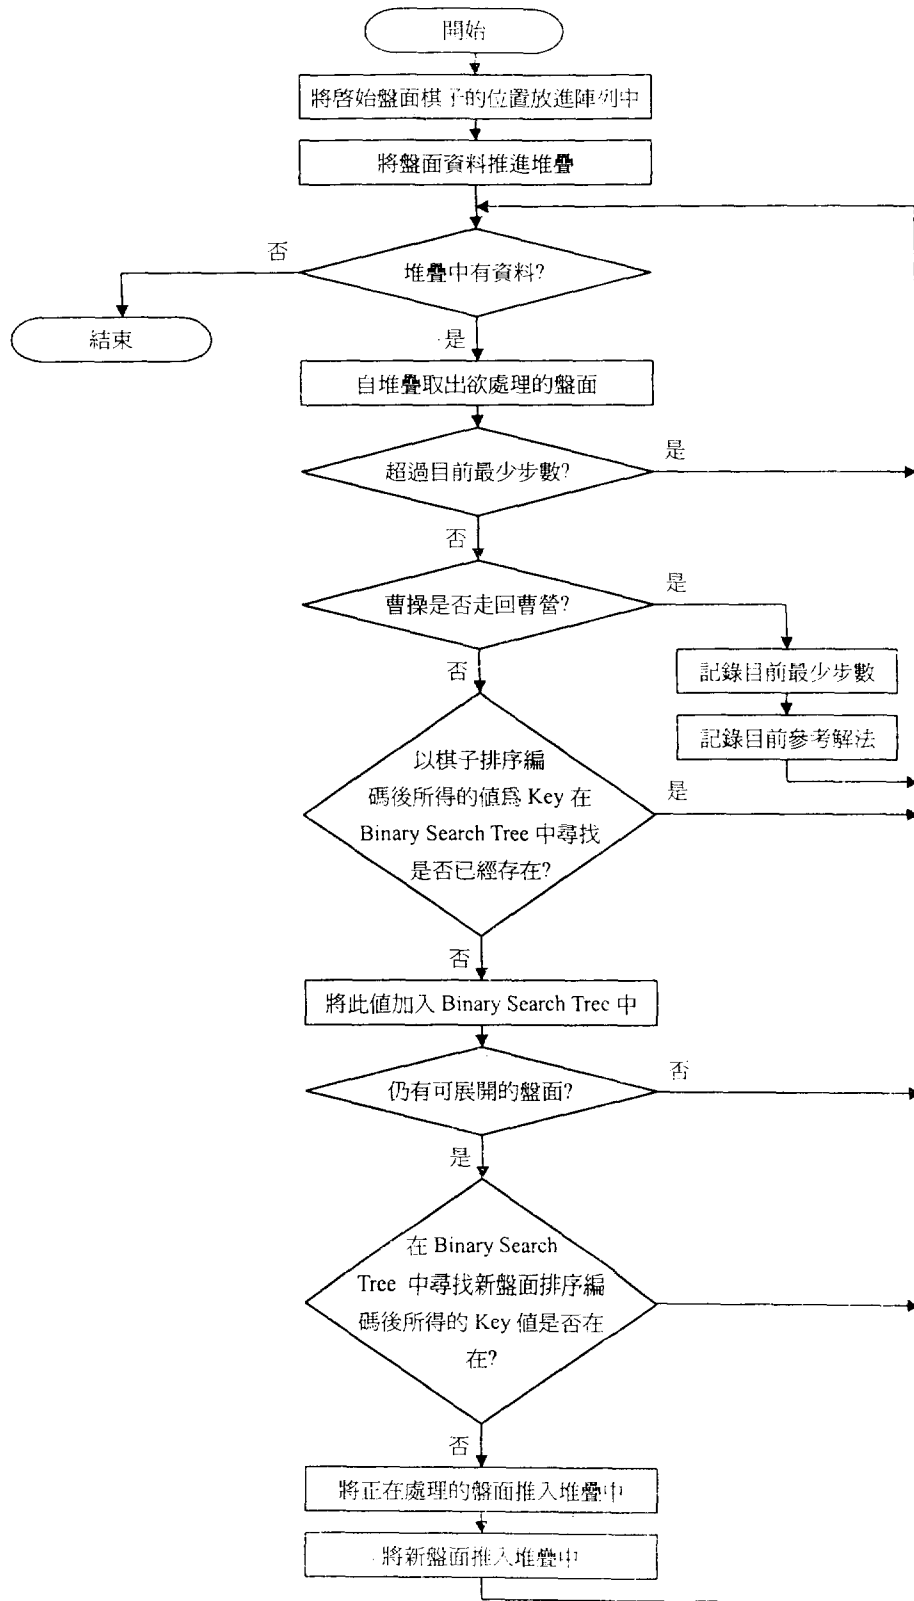 開始
將啓始盤面棋子的位置放進陣列中
將盤面資料推進堆疊
否
堆疊中有資料?
結束
是
自堆疊取出欲處理的盤面
是
超過目前最少步數?
否
是
曹操是否走回曹營?
否
記錄目前最少步數
記錄目前參考解法
以棋子排序編
碼後所得的值爲 Key 在
Binary Search Tree 中尋找
是否已經存在?
是
否
將此值加入 Binary Search Tree 中
仍有可展開的盤面?
否
是
在 Binary Search
Tree 中尋找新盤面排序編
碼後所得的 Key 值是否在
在?
否
將正在處理的盤面推入堆疊中
將新盤面推入堆疊中